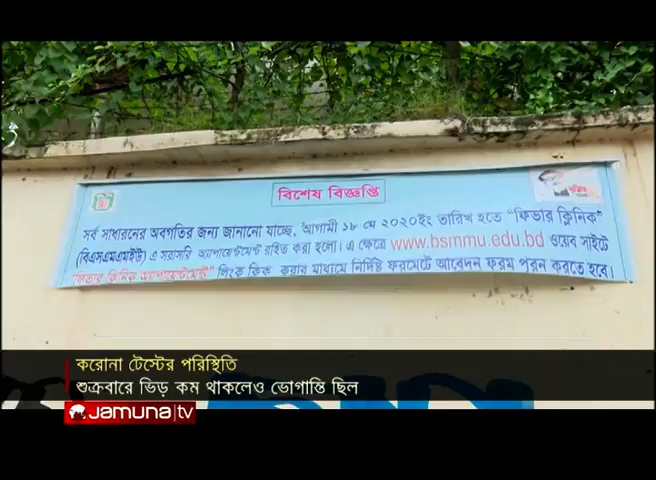 বিশেষ বিজ্ঞপ্তি
সর্ব সাধারনের অবগতির জন্য জানানো যাচ্ছে, আগামী ১৮ মে ২০২০ইং তারিখ হতে "ফিভার ক্লিনিক"
(বিএসএমএমইউ) এ সরাসরি অ্যাপায়েন্টমেন্ট রহিত করা হলো। এ ক্ষেত্রে www.bsmmu.edu.bd ওয়েব সাইটে
"ফিভার ক্লিনিক অ্যাপায়েন্টমেন্ট" লিংক ক্লিক করার মাধ্যমে নির্দিষ্ট ফরমেটে আবেদন ফরম পূরন করতে হবে।
করোনা টেস্টের পরিস্থিতি
শুক্রবারে ভিড় কম থাকলেও ভোগান্তি ছিল
JAMUNA tv